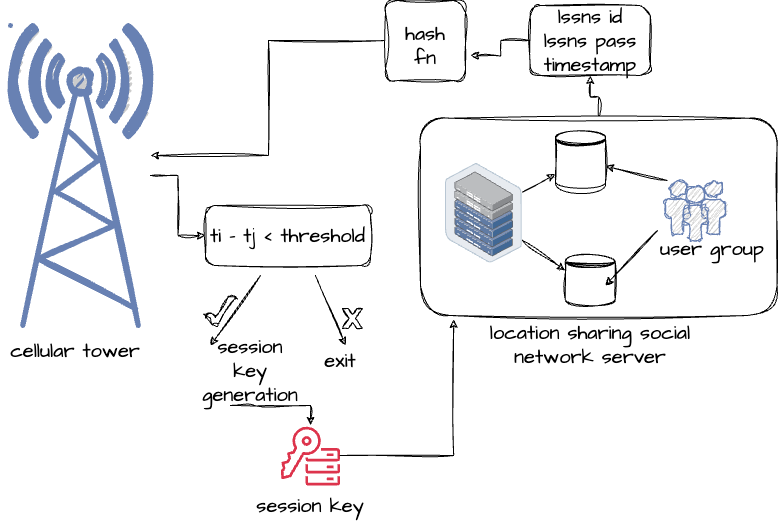 lssns id
lssns pass
timestamp
hash
fn
ti - tj < threshold
user group
cellular tower
session
key
generation
exit
location sharing social
network server
session key